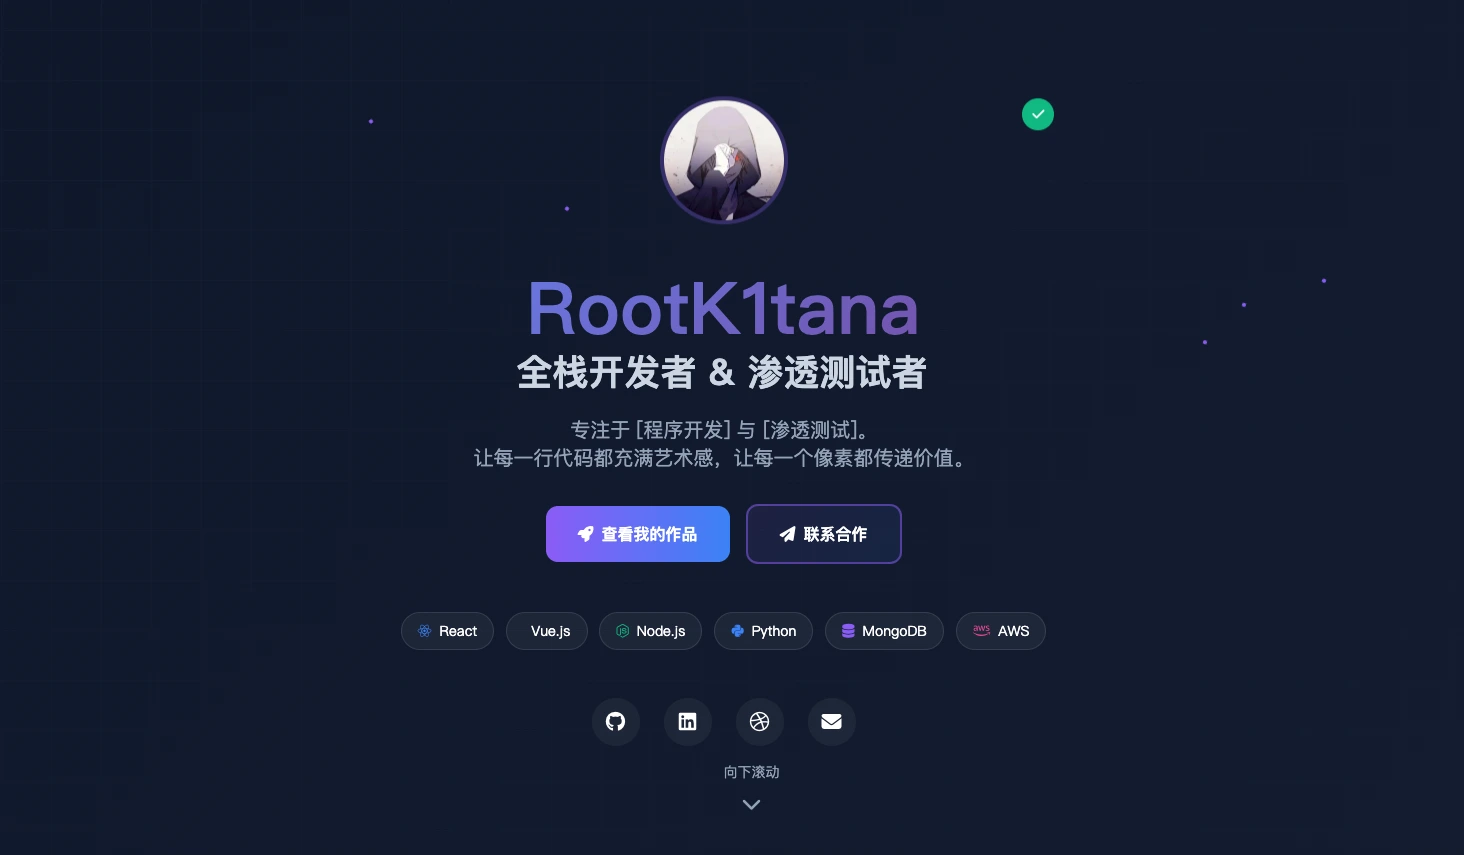 RootK1tana
全栈开发者 & 渗透测试者
专注于 [程序开发] 与 [渗透测试]。
让每一行代码都充满艺术感，让每一个像素都传递价值。
查看我的作品
联系合作
React
Vue.js
Node.js
Python
MongoDB
aws AWS
向下滚动